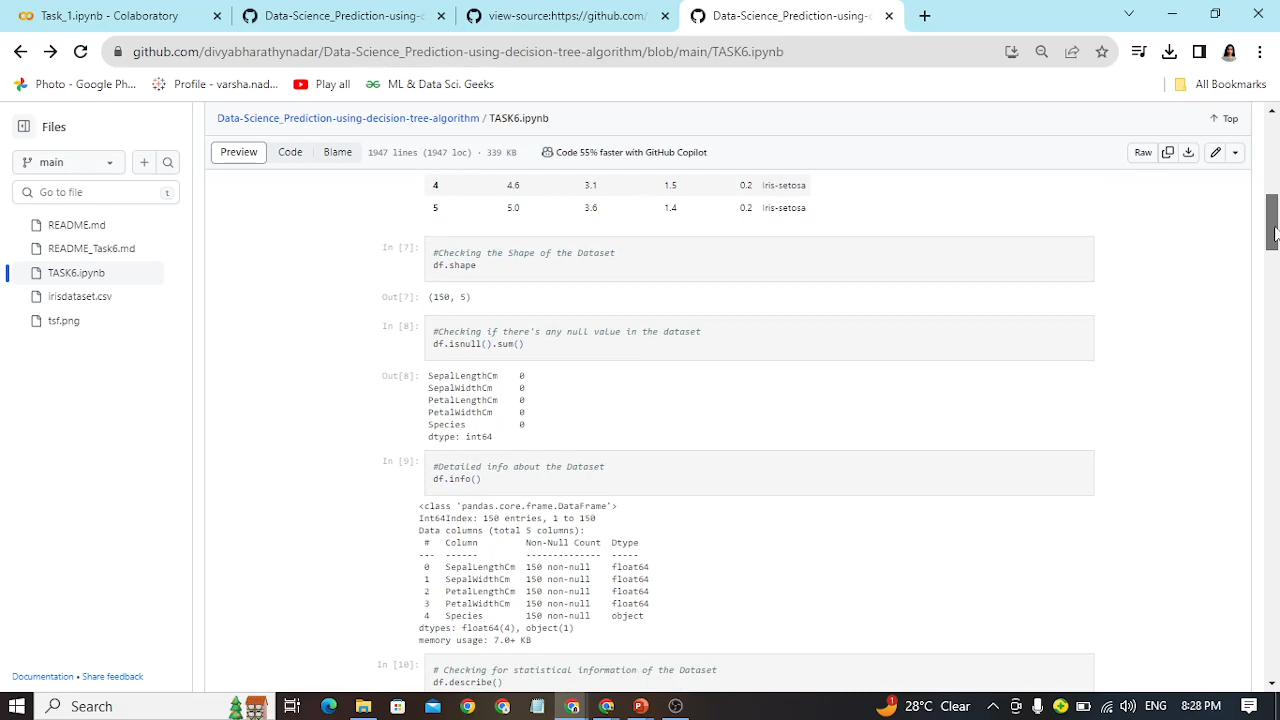 Task_1.ipynb - Colaboratory
Data-Science_Prediction-using-d
view-source:https://github.com/
Data-Science_Prediction-using-d
github.com/divyabharathynadar/Data-Science_Prediction-using-decision-tree-algorithm/blob/main/TASK6.ipynb
Photo - Google Ph...
Profile - varsha.nad...
Play all
ML & Data Sci. Geeks
All Bookmarks
Files
Data-Science_Prediction-using-decision-tree-algorithm / TASK6.ipynb
Top
main
Preview
Code
Blame
1947 lines (1947 loc) · 339 KB
Code 55% faster with GitHub Copilot
Raw
Go to file
t
README.md
README_Task6.md
TASK6.ipynb
irisdataset.csv
tsf.png
4 4.6 3.1 1.5 0.2 Iris-setosa
5 5.0 3.6 1.4 0.2 Iris-setosa
In [7]:
#Checking the Shape of the Dataset
df.shape
Out[7]: (150, 5)
In [8]:
#Checking if there's any null value in the dataset
df.isnull().sum()
Out[8]: SepalLengthCm 0
SepalWidthCm 0
PetalLengthCm 0
PetalWidthCm 0
Species 0
dtype: int64
In [9]:
#Detailed info about the Dataset
df.info()
<class 'pandas.core.frame.DataFrame'>
Int64Index: 150 entries, 1 to 150
Data columns (total 5 columns):
# Column Non-Null Count Dtype
--- ------ -------------- -----
0 SepalLengthCm 150 non-null float64
1 SepalWidthCm 150 non-null float64
2 PetalLengthCm 150 non-null float64
3 PetalWidthCm 150 non-null float64
4 Species 150 non-null object
dtypes: float64(4), object(1)
memory usage: 7.0+ KB
In [10]:
# Checking for statistical information of the Dataset
df.describe()
Documentation • Share feedback
Search
1
28°C Clear
8:28 PM